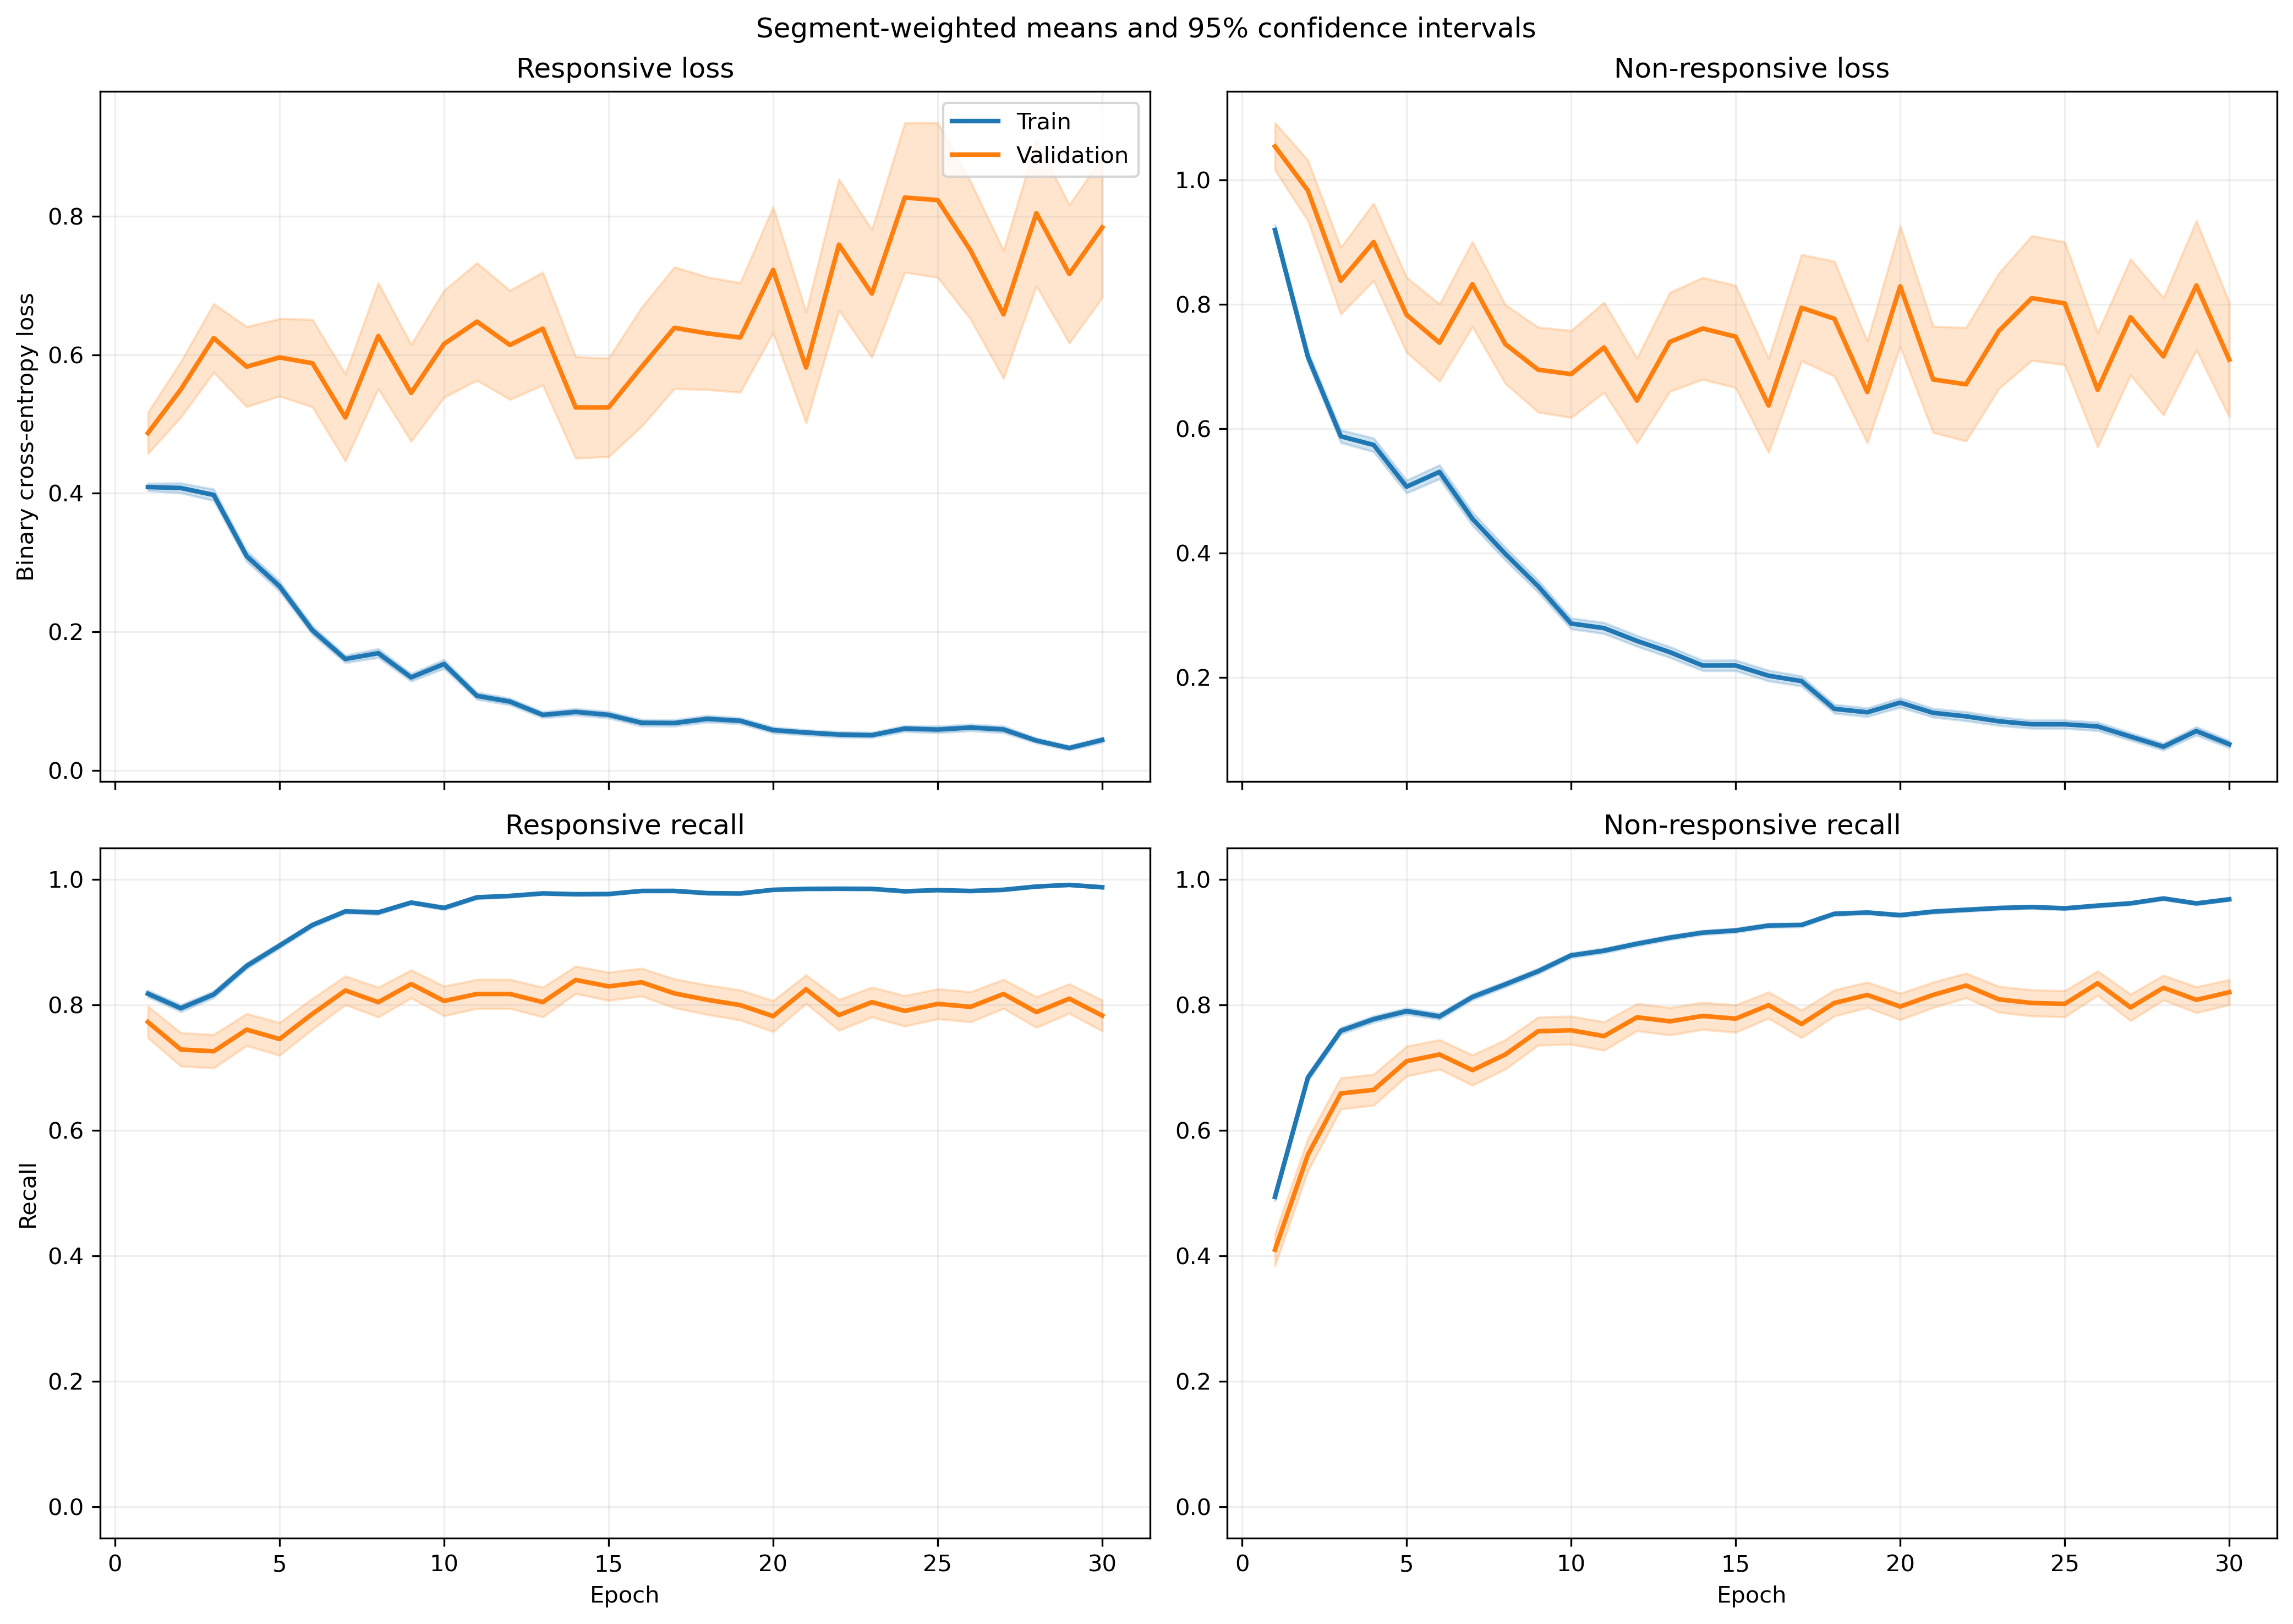 Segment-weighted means and 95% confidence intervals
Responsive loss
Non-responsive loss
Train
Validation
Binary cross-entropy loss
0.8
0.6
0.4
0.2
0.0
1.0
0.8
0.6
0.4
0.2
Responsive recall
Non-responsive recall
Recall
1.0
0.8
0.6
0.4
0.2
0.0
1.0
0.8
0.6
0.4
0.2
0.0
0 5 10 15 20 25 30
0 5 10 15 20 25 30
Epoch
Epoch